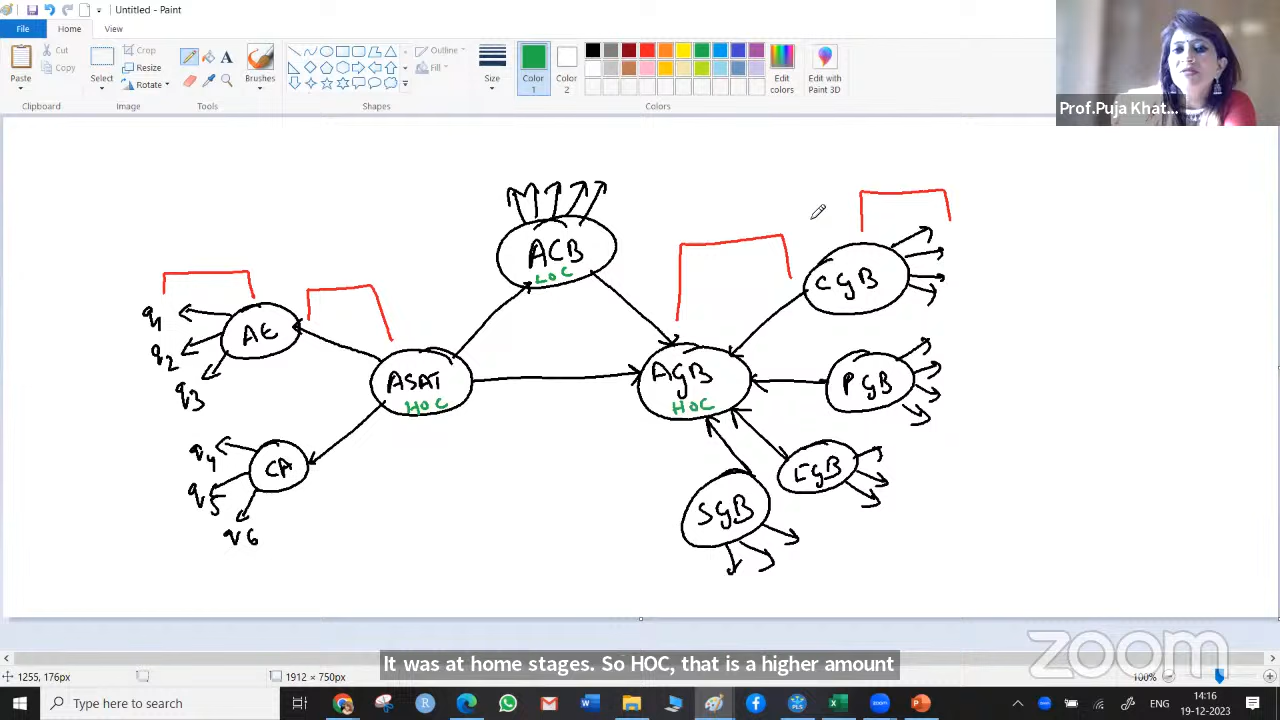 Untitled - Paint
File
Home
View
Paste
Cut
Copy
Clipboard
Select
Crop
Resize
Rotate
Image
A
Tools
Brushes
Shapes
Outline
Fill
Size
Color
1
Color
2
Edit
colors
Edit with
Paint 3D
Colors
Prof.Puja Khat...
ACB
LOC
CGB
q1
q2
q3
AE
ASAT
HOC
AGB
HOC
PGB
q4
q5
q6
CA
EGB
SGB
zoom
It was at home stages. So HOC, that is a higher amount
1255, 176px
1912 × 750px
100%
Type here to search
ENG
14:16
19-12-2023